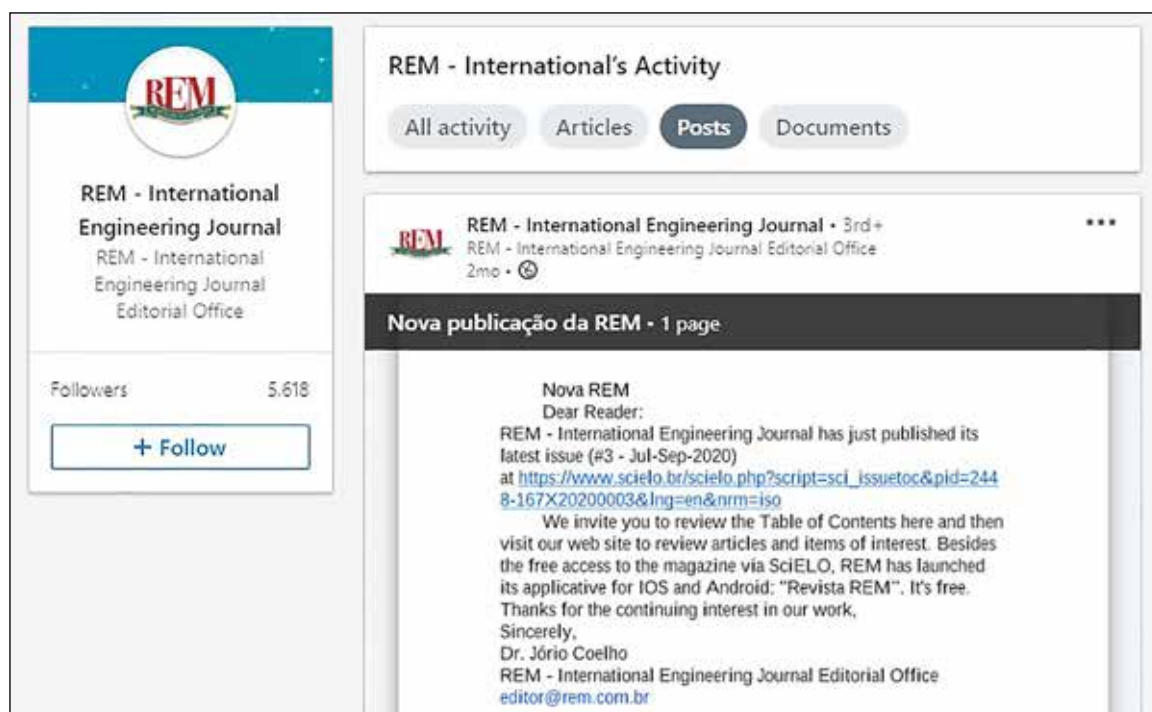 REM
REM - International
Engineering Journal
REM - International
Engineering Journal
Editorial Office
Followers 5.618
+ Follow
REM - International's Activity
All activity Articles Posts Documents
REM
REM - International Engineering Journal • 3rd+
REM - International Engineering Journal Editorial Office
2mo •
Nova publicação da REM • 1 page
Nova REM
Dear Reader:
REM - International Engineering Journal has just published its
latest issue (#3 - Jul-Sep-2020)
at https://www.scielo.br/scielo.php?script=sci_issuetoc&pid=244
8-167X20200003&lng=en&nrm=iso
We invite you to review the Table of Contents here and then
visit our web site to review articles and items of interest. Besides
the free access to the magazine via SciELO, REM has launched
its applicative for IOS and Android: "Revista REM". It's free.
Thanks for the continuing interest in our work,
Sincerely,
Dr. Jório Coelho
REM - International Engineering Journal Editorial Office
editor@rem.com.br